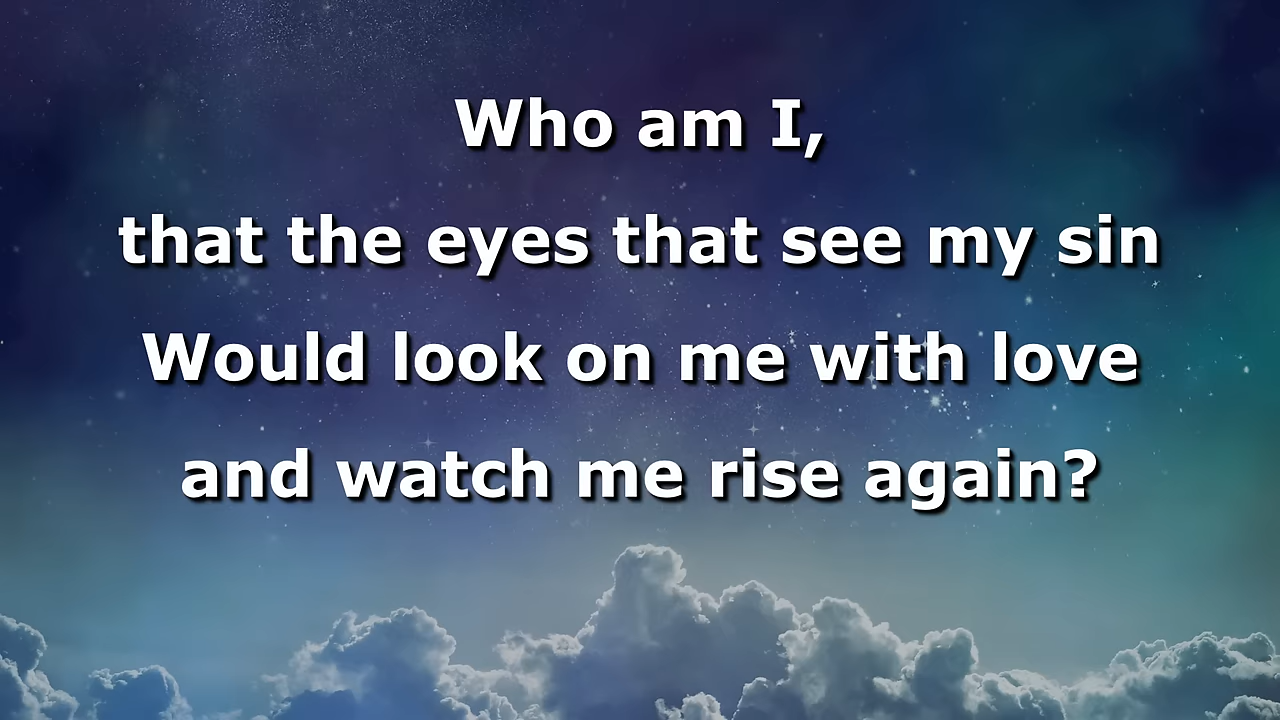 Who am I,
that the eyes that see my sin
Would look on me with love
and watch me rise again?